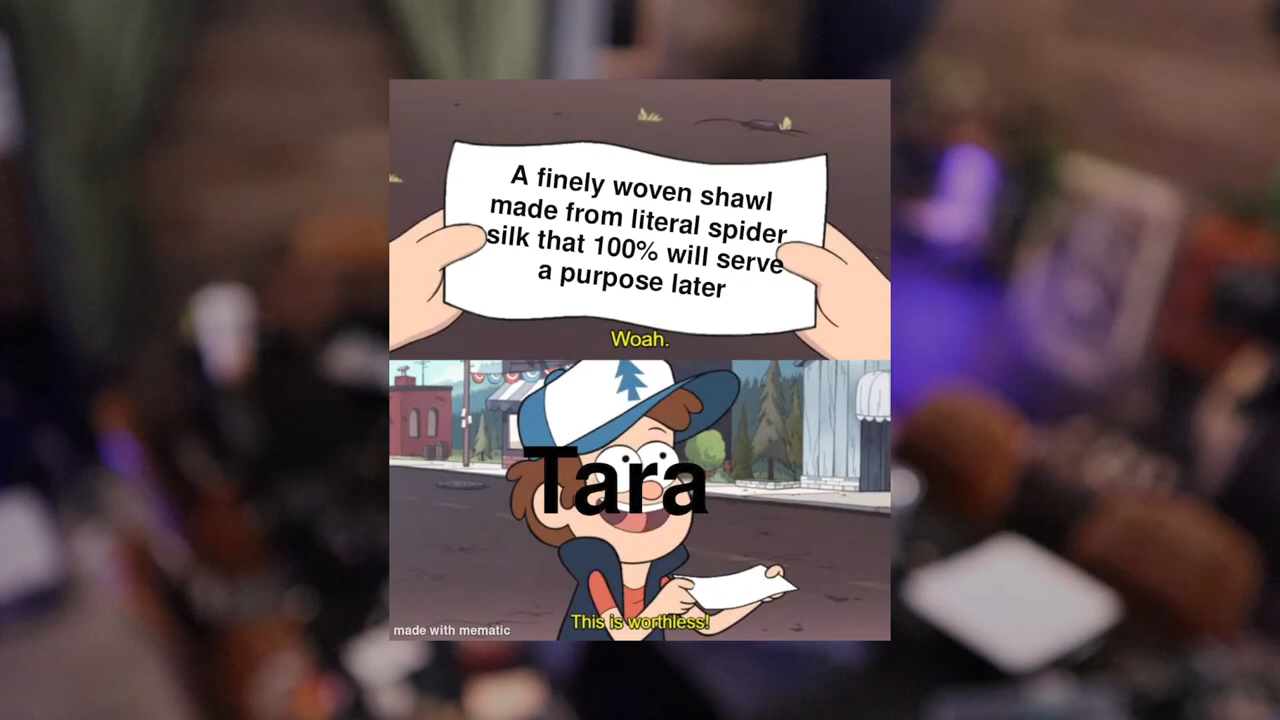 A finely woven shawl
made from literal spider
silk that 100% will serve
a purpose later
Woah.
Tara
This is worthless!
made with mematic